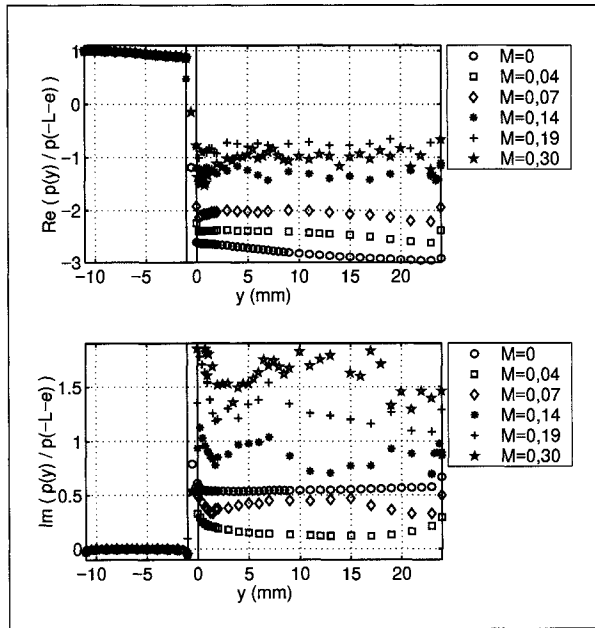 Re ( p(y) / p(-L-e) )
1
0
-1
-2
-3
-10 -5 0 5 10 15 20
y (mm)
M=0
M=0,04
M=0,07
M=0,14
M=0,19
M=0,30
Im ( p(y) / p(-L-e) )
1.5
1
0.5
0
-10 -5 0 5 10 15 20
y (mm)
M=0
M=0,04
M=0,07
M=0,14
M=0,19
M=0,30